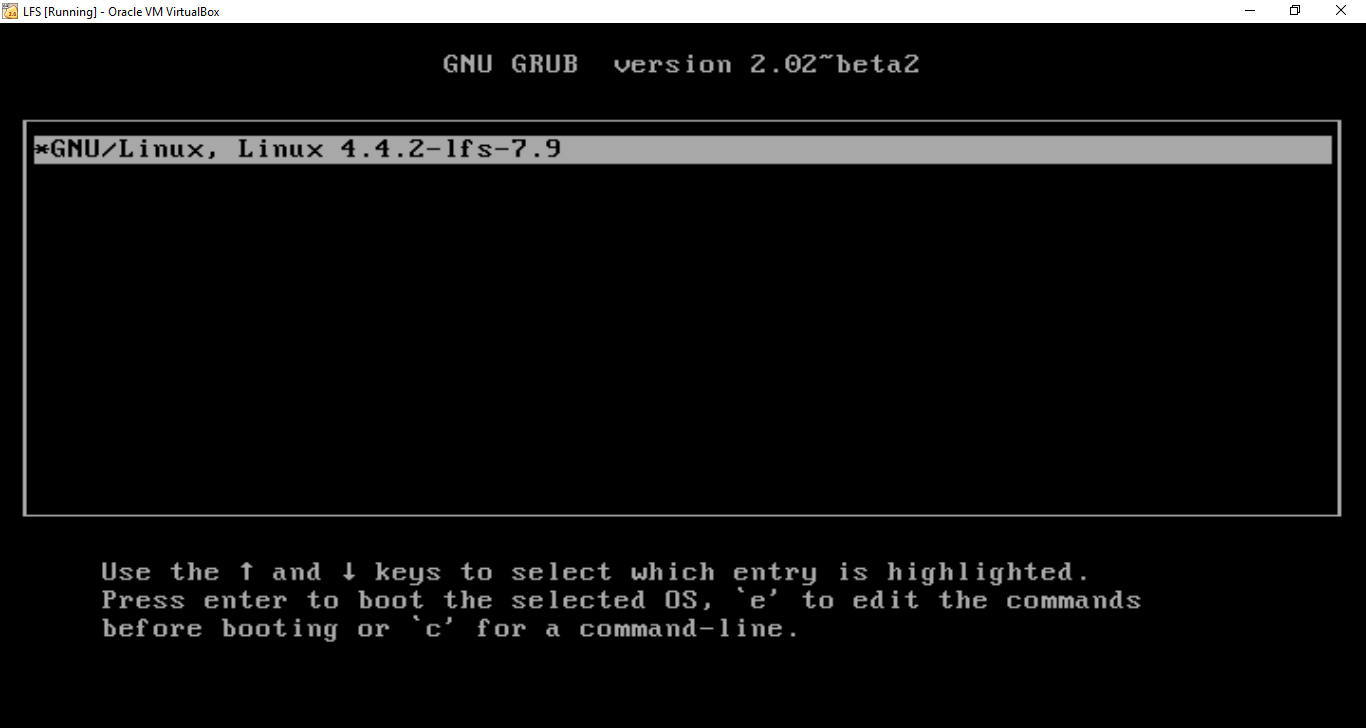 LFS [Running] - Oracle VM VirtualBox
GNU GRUB  version 2.02~beta2
*GNU/Linux, Linux 4.4.2-lfs-7.9
Use the ↑ and ↓ keys to select which entry is highlighted.
Press enter to boot the selected OS, `e' to edit the commands
before booting or `c' for a command-line.